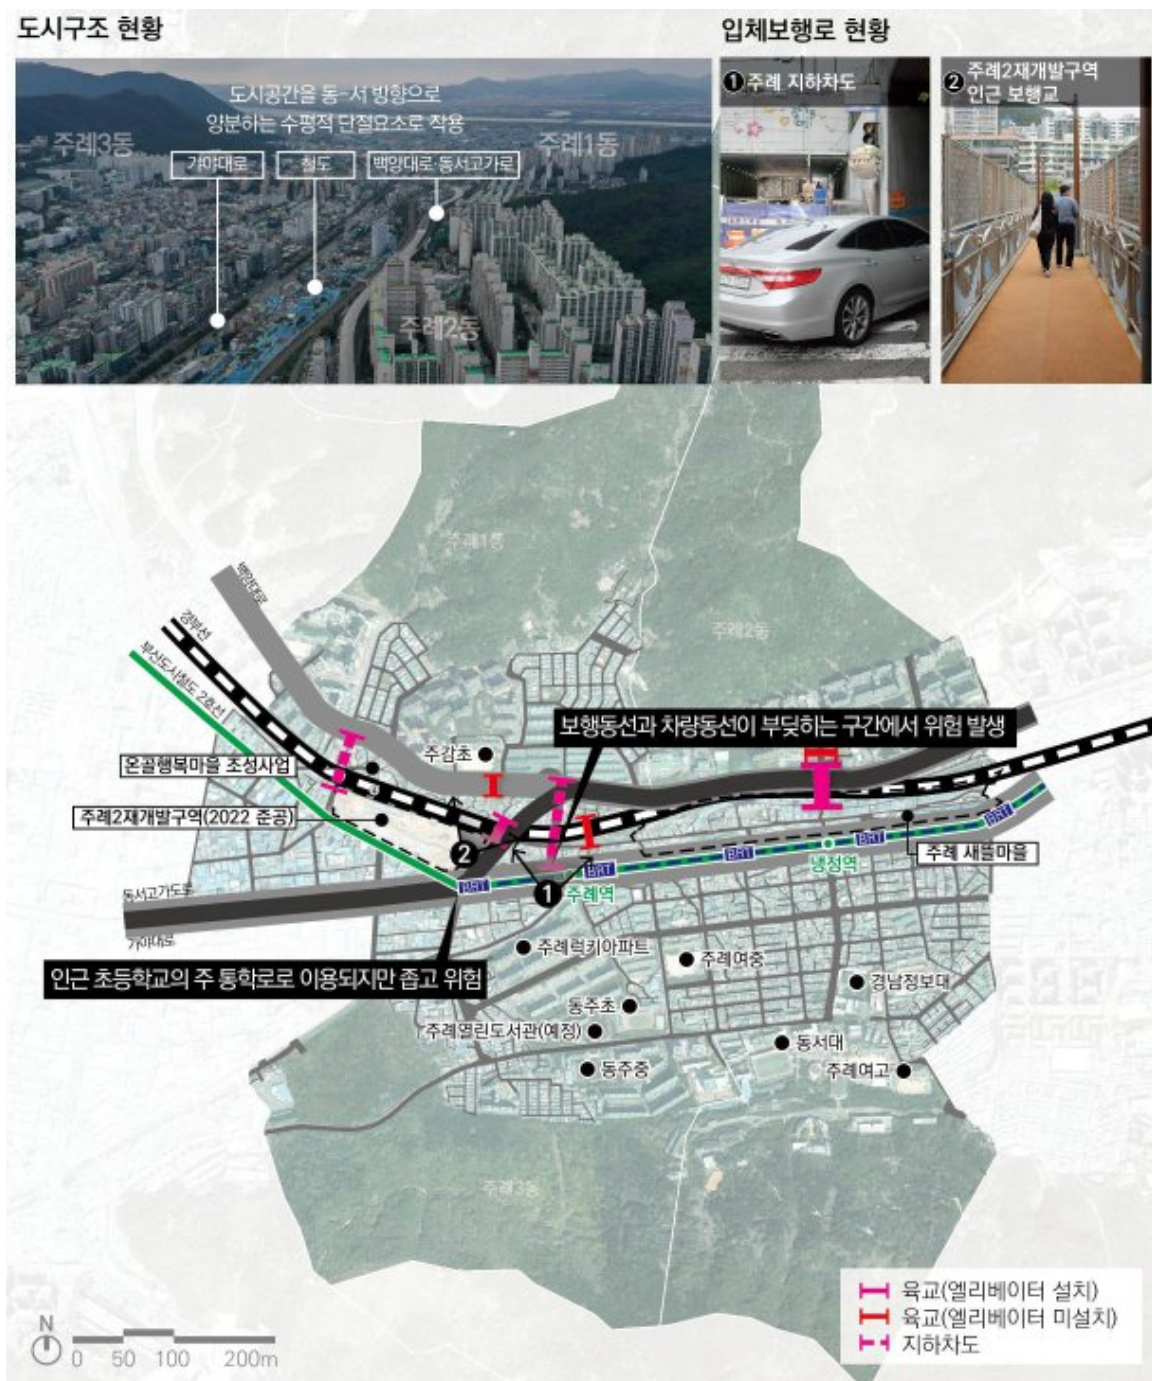 도시구조 현황
입체보행로 현황
도시공간을 동-서 방향으로
양분하는 수평적 단절요소로 작용
주례3동
주례1동
가야대로
철도
백양대로·동서고가로
주례2동
1 주례 지하차도
2 주례2재개발구역
인근 보행교
주례1동
주례2동
백양대로
경부선
부산도시철도 2호선
보행동선과 차량동선이 부딪히는 구간에서 위험 발생
주감초
온골행복마을 조성사업
주례2재개발구역(2022 준공)
2
1
BRT
BRT
BRT
BRT
BRT
주례역
냉정역
주례 새뜰마을
동서고가도로
가야대로
인근 초등학교의 주 통학로로 이용되지만 좁고 위험
주례럭키아파트
주례여중
경남정보대
동주초
주례열린도서관(예정)
동서대
동주중
주례여고
주례3동
육교(엘리베이터 설치)
육교(엘리베이터 미설치)
지하차도
N
0 50 100 200m